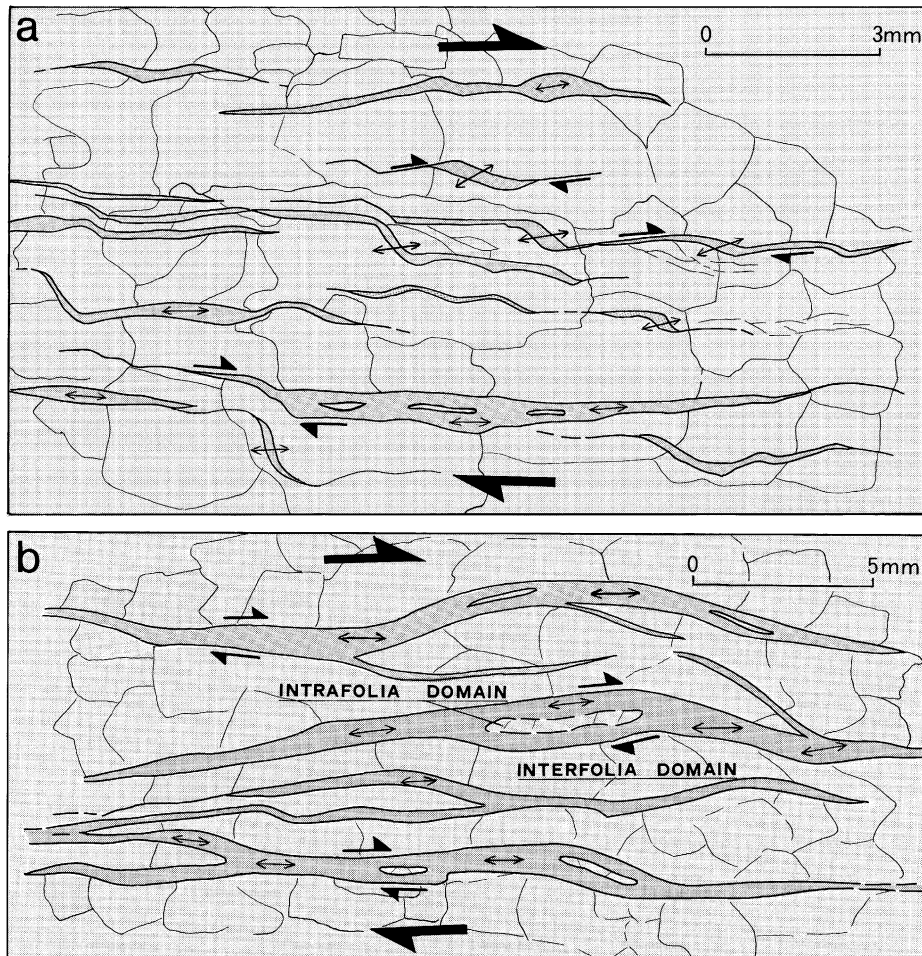 a
0 3mm
b
0 5mm
INTRAFOLIA DOMAIN
INTERFOLIA DOMAIN